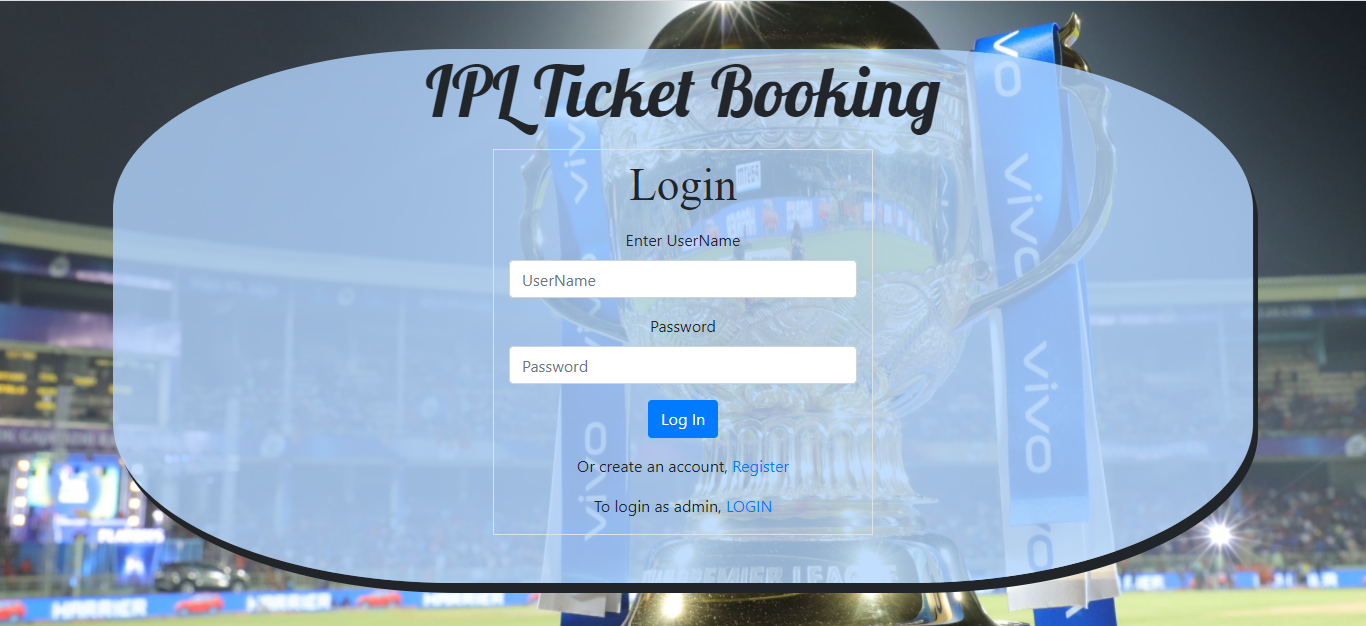 IPL Ticket Booking
Login
Enter UserName
UserName
Password
Password
Log In
Or create an account, Register
To login as admin, LOGIN
vivo
vivo
vivo
HARRIER
HARRIER
HARRIER
PREMIER LEAGUE